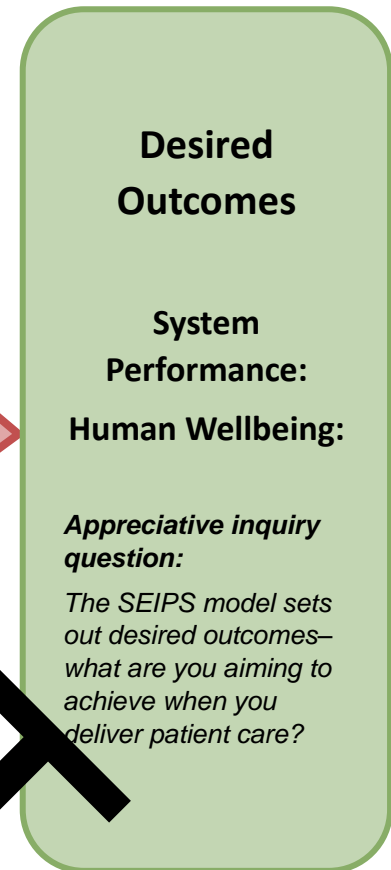 Desired
Outcomes
System
Performance:
Human Wellbeing:
Appreciative inquiry
question:
The SEIPS model sets
out desired outcomes–
what are you aiming to
achieve when you
deliver patient care?